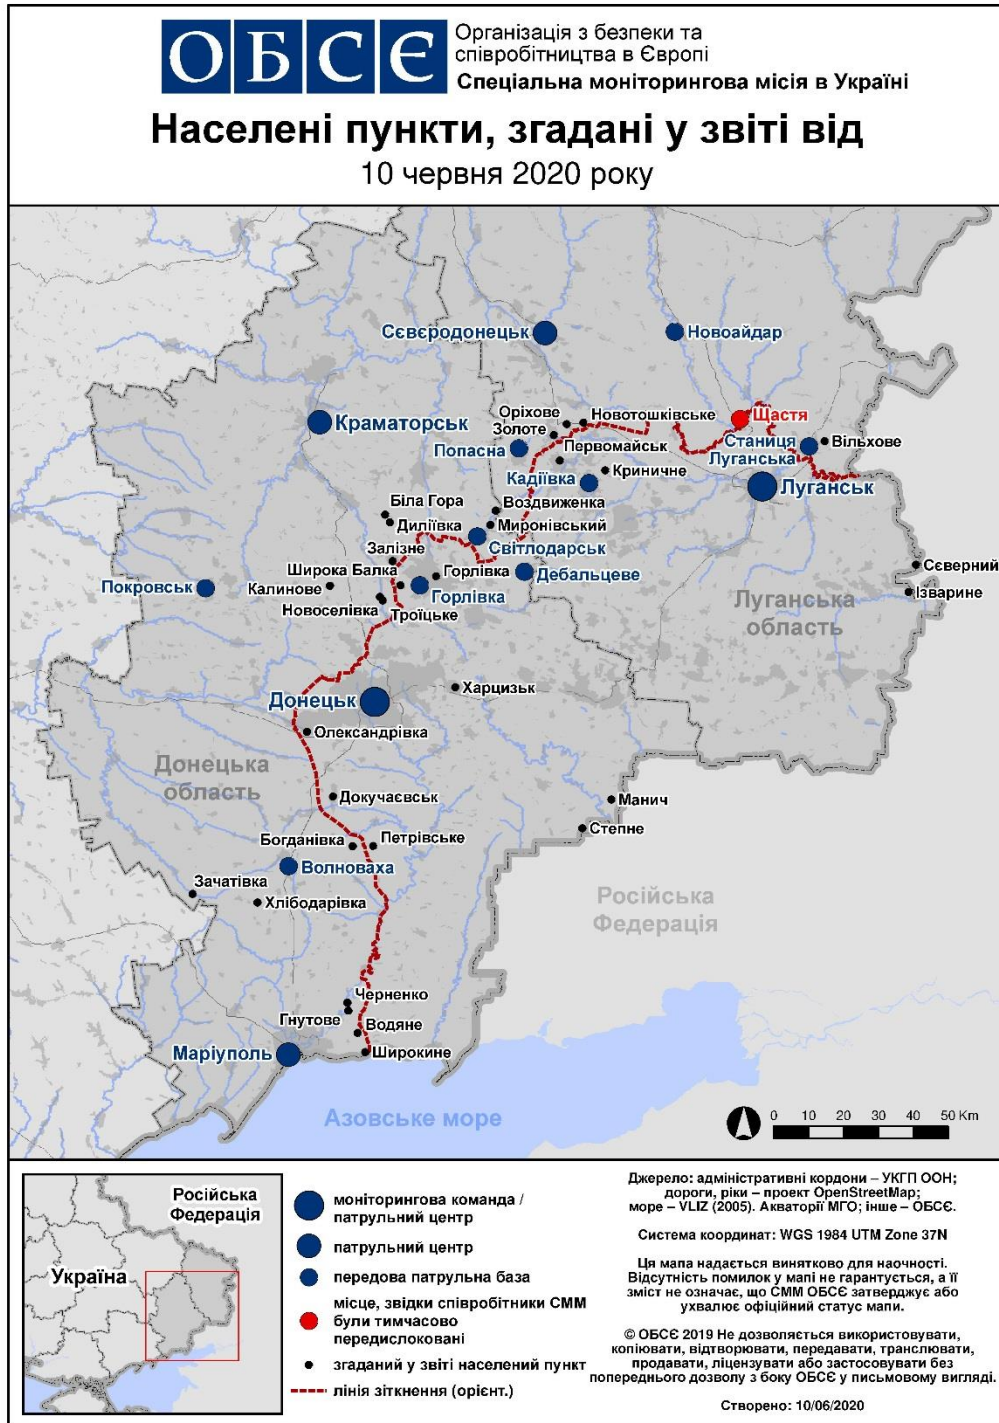 ОБСЄ
Організація з безпеки та
співробітництва в Європі
Спеціальна моніторингова місія в Україні
Населені пункти, згадані у звіті від
10 червня 2020 року
Сєвєродонецьк
Новоайдар
Краматорськ
Оріхове
Новотошківське
Золоте
Щастя
Попасна
Первомайськ
Станиця
Луганська
Вільхове
Кадіївка
Криничне
Луганськ
Біла Гора
Воздвиженка
Диліївка
Миронівський
Залізне
Світлодарськ
Широка Балка
Горлівка
Дебальцеве
Сєверний
Покровськ
Калинове
Горлівка
Ізварине
Новоселівка
Троїцьке
Луганська
область
Донецьк
Харцизьк
Олександрівка
Донецька
область
Докучаєвськ
Манич
Степне
Богданівка
Петрівське
Волноваха
Зачатівка
Хлібодарівка
Російська
Федерація
Черненко
Гнутове
Водяне
Маріуполь
Широкине
Азовське море
0 10 20 30 40 50 Km
Російська
Федерація
Україна
моніторингова команда /
патрульний центр
патрульний центр
передова патрульна база
місце, звідки співробітники СММ
були тимчасово
передислоковані
згаданий у звіті населений пункт
лінія зіткнення (орієнт.)
Джерело: адміністративні кордони – УКГП ООН;
дороги, ріки – проект OpenStreetMap;
море – VLIZ (2005). Акваторії МГО; інше – ОБСЄ.
Система координат: WGS 1984 UTM Zone 37N
Ця мапа надається винятково для наочності.
Відсутність помилок у мапі не гарантується, а її
зміст не означає, що СММ ОБСЄ затверджує або
ухвалює офіційний статус мапи.
© ОБСЄ 2019 Не дозволяється використовувати,
копіювати, відтворювати, передавати, транслювати,
продавати, ліцензувати або застосовувати без
попереднього дозволу з боку ОБСЄ у письмовому вигляді.
Створено: 10/06/2020